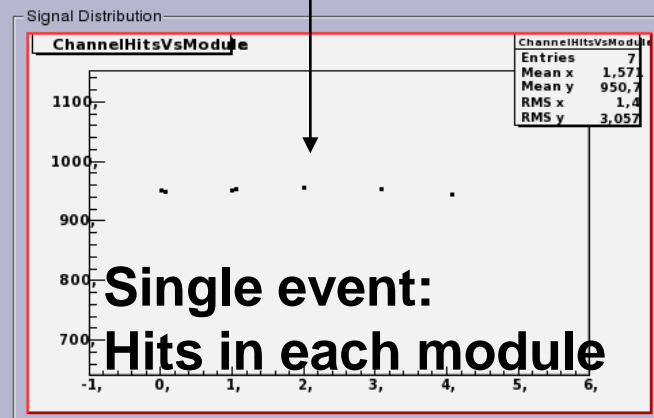 Signal Distribution
ChannelHitsVsModule
ChannelHitsVsModule
Entries 7
Mean x 1,571
Mean y 950,7
RMS x 1,4
RMS y 3,057
1100,
1000,
900,
800,
700,
Single event:
Hits in each module
-1, 0, 1, 2, 3, 4, 5, 6,